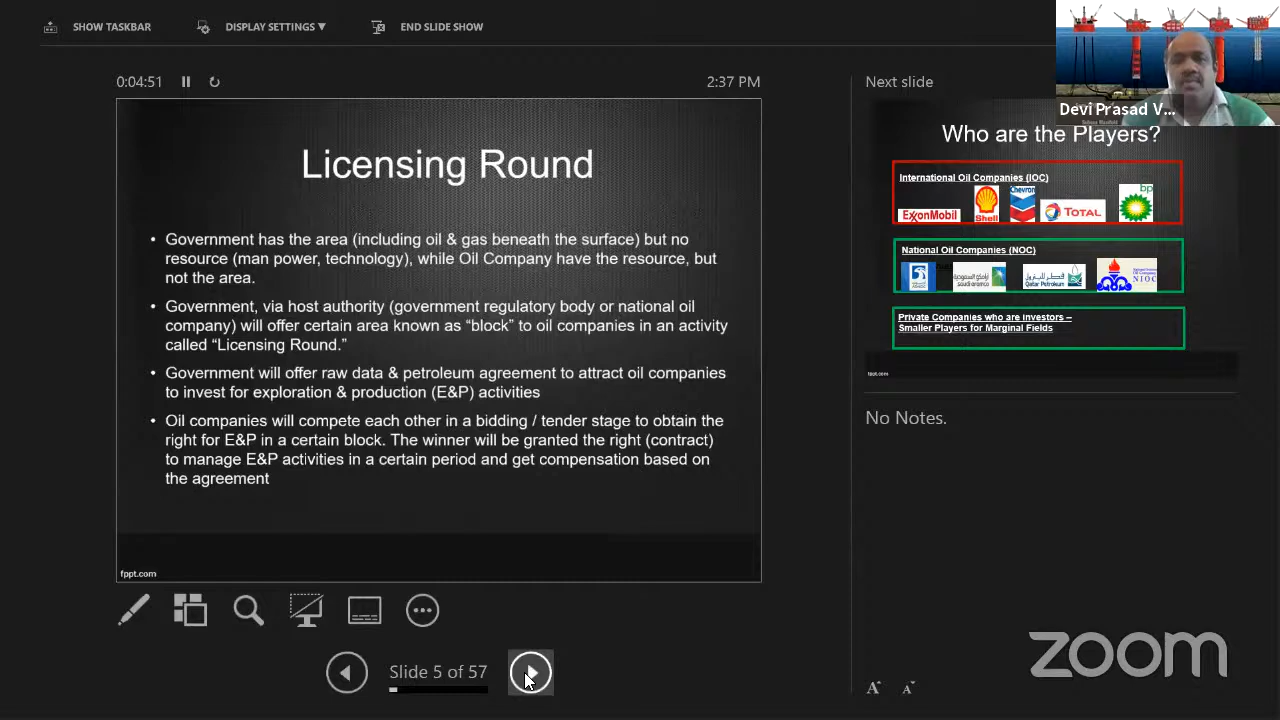 SHOW TASKBAR
DISPLAY SETTINGS ▼
END SLIDE SHOW
0:04:51
2:37 PM
Licensing Round
• Government has the area (including oil & gas beneath the surface) but no
resource (man power, technology), while Oil Company have the resource, but
not the area.
• Government, via host authority (government regulatory body or national oil
company) will offer certain area known as “block” to oil companies in an activity
called “Licensing Round.”
• Government will offer raw data & petroleum agreement to attract oil companies
to invest for exploration & production (E&P) activities
• Oil companies will compete each other in a bidding / tender stage to obtain the
right for E&P in a certain block. The winner will be granted the right (contract)
to manage E&P activities in a certain period and get compensation based on
the agreement
fppt.com
Slide 5 of 57
Next slide
Devi Prasad V...
Who are the Players?
International Oil Companies (IOC)
ExxonMobil
Shell
Chevron
TOTAL
bp
National Oil Companies (NOC)
أرامكو السعودية
saudi aramco
قطر للبترول
Qatar Petroleum
NIOC
Private Companies who are investors –
Smaller Players for Marginal Fields
fppt.com
No Notes.
A A
zoom